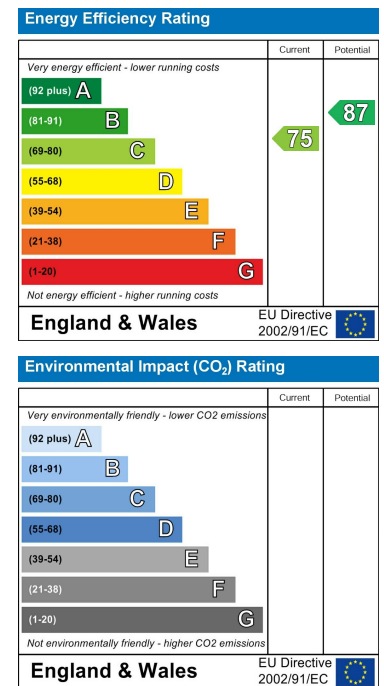 Energy Efficiency Rating
Current Potential
Very energy efficient - lower running costs
(92 plus) A
(81-91) B
87
(69-80) C
75
(55-68) D
(39-54) E
(21-38) F
(1-20) G
Not energy efficient - higher running costs
England & Wales
EU Directive
2002/91/EC
Environmental Impact (CO₂) Rating
Current Potential
Very environmentally friendly - lower CO2 emissions
(92 plus) A
(81-91) B
(69-80) C
(55-68) D
(39-54) E
(21-38) F
(1-20) G
Not environmentally friendly - higher CO2 emissions
England & Wales
EU Directive
2002/91/EC